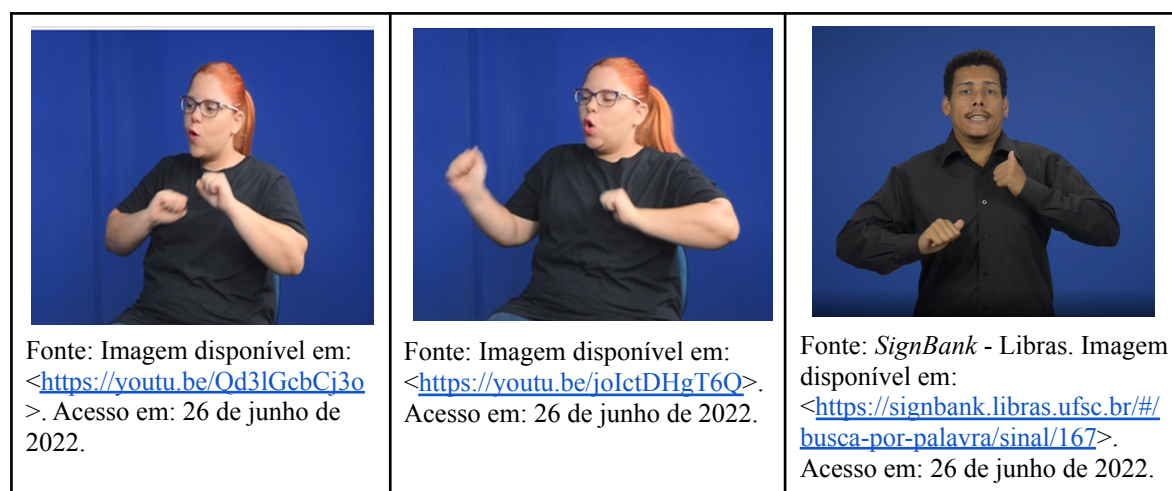 Fonte: Imagem disponível em:
<https://youtu.be/Qd3lGcbCj3o
>. Acesso em: 26 de junho de
2022.
Fonte: Imagem disponível em:
<https://youtu.be/joIctDHgT6Q>.
Acesso em: 26 de junho de 2022.
Fonte: SignBank - Libras. Imagem
disponível em:
<https://signbank.libras.ufsc.br/#/
busca-por-palavra/sinal/167>.
Acesso em: 26 de junho de 2022.